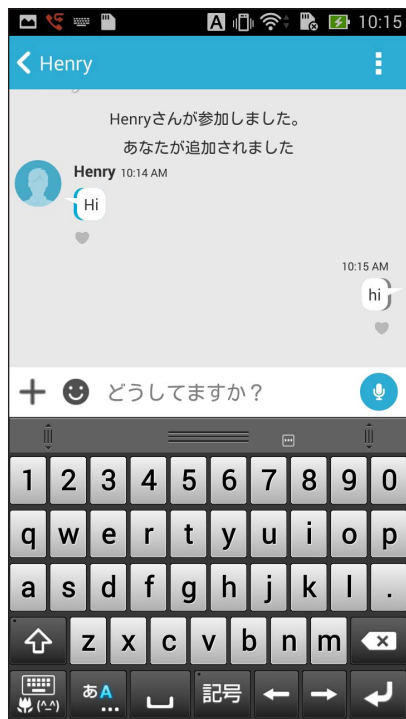 A 10:15
Henry
Henryさんが参加しました。
あなたが追加されました
Henry 10:14 AM
Hi
10:15 AM
hi
どうしてますか？
1 2 3 4 5 6 7 8 9 0
q w e r t y u i o p
a s d f g h j k l .
z x c v b n m
(^_^) あA ... 記号